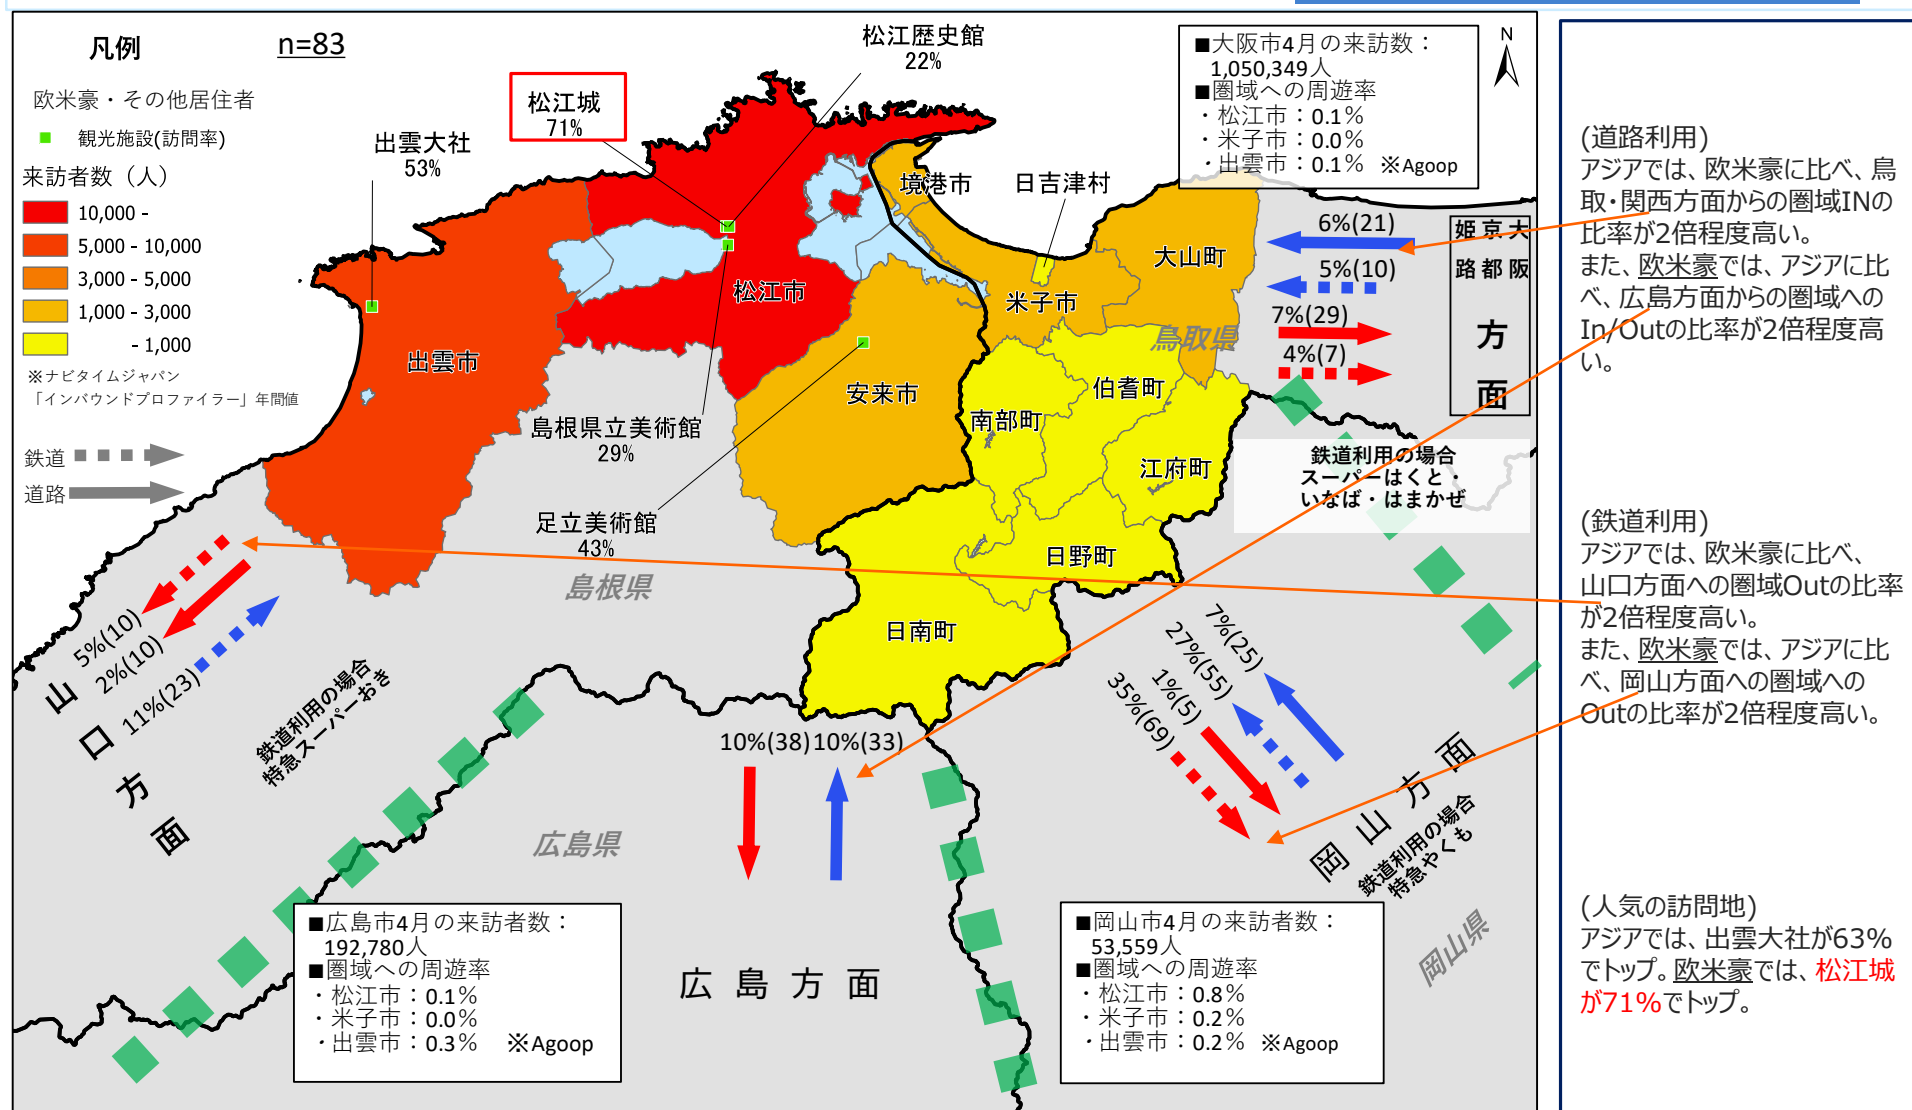 凡例
n=83
欧米豪・その他居住者
観光施設(訪問率)
来訪者数（人）
10,000 -
5,000 - 10,000
3,000 - 5,000
1,000 - 3,000
- 1,000
※ナビタイムジャパン
「インバウンドプロファイラー」年間値
鉄道
道路
松江歴史館
22%
松江城
71%
出雲大社
53%
島根県立美術館
29%
足立美術館
43%
境港市
日吉津村
大山町
米子市
松江市
出雲市
安来市
南部町
伯耆町
江府町
日野町
日南町
鳥取県
島根県
広島県
岡山県
■大阪市4月の来訪数：
1,050,349人
■圏域への周遊率
・松江市：0.1%
・米子市：0.0%
・出雲市：0.1% ※Agoop
N
6%(21)
5%(10)
7%(29)
4%(7)
姫京大
路都阪
方
面
鉄道利用の場合
スーパーはくと・
いなば・はまかぜ
5%(10)
2%(10)
11%(23)
山口方面
鉄道利用の場合
特急スーパーおき
10%(38)
10%(33)
広島方面
7%(25)
27%(55)
1%(5)
35%(69)
岡山方面
鉄道利用の場合
特急やくも
■広島市4月の来訪者数：
192,780人
■圏域への周遊率
・松江市：0.1%
・米子市：0.0%
・出雲市：0.3% ※Agoop
■岡山市4月の来訪者数：
53,559人
■圏域への周遊率
・松江市：0.8%
・米子市：0.2%
・出雲市：0.2% ※Agoop
(道路利用)
アジアでは、欧米豪に比べ、鳥
取・関西方面からの圏域INの
比率が2倍程度高い。
また、欧米豪では、アジアに比
べ、広島方面からの圏域への
In/Outの比率が2倍程度高
い。
(鉄道利用)
アジアでは、欧米豪に比べ、
山口方面への圏域Outの比率
が2倍程度高い。
また、欧米豪では、アジアに比
べ、岡山方面への圏域への
Outの比率が2倍程度高い。
(人気の訪問地)
アジアでは、出雲大社が63%
でトップ。欧米豪では、松江城
が71%でトップ。